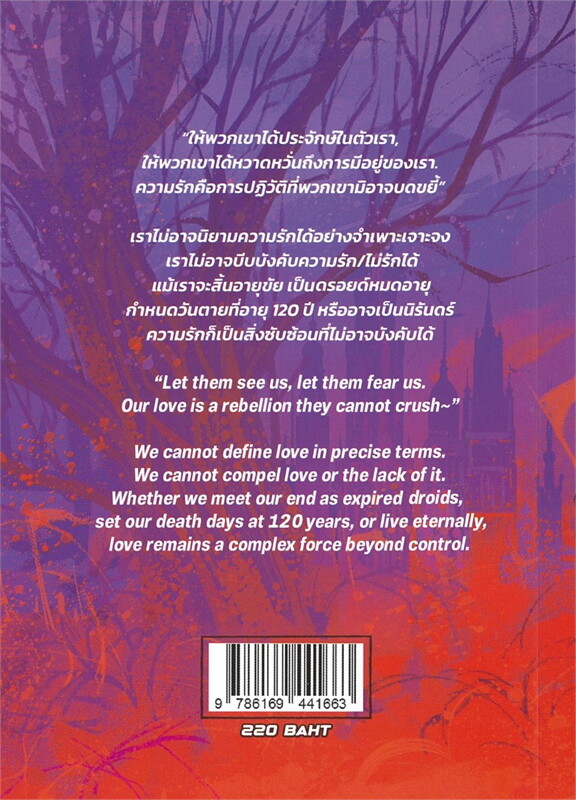 “ให้พวกเขาได้ประจักษ์ในตัวเรา,
ให้พวกเขาได้หวาดหวั่นถึงการมีอยู่ของเรา.
ความรักคือการปฏิวัติที่พวกเขามิอาจบดขยี้”
เราไม่อาจนิยามความรักได้อย่างจำเพาะเจาะจง
เราไม่อาจบีบบังคับความรัก/ไม่รักได้
แม้เราจะสิ้นอายุขัย เป็นดรอยด์หมดอายุ
กำหนดวันตายที่อายุ 120 ปี หรืออาจเป็นนิรันดร์
ความรักก็เป็นสิ่งซับซ้อนที่ไม่อาจบังคับได้
“Let them see us, let them fear us.
Our love is a rebellion they cannot crush~”
We cannot define love in precise terms.
We cannot compel love or the lack of it.
Whether we meet our end as expired droids,
set our death days at 120 years, or live eternally,
love remains a complex force beyond control.
9 786169 441663
220 BAHT